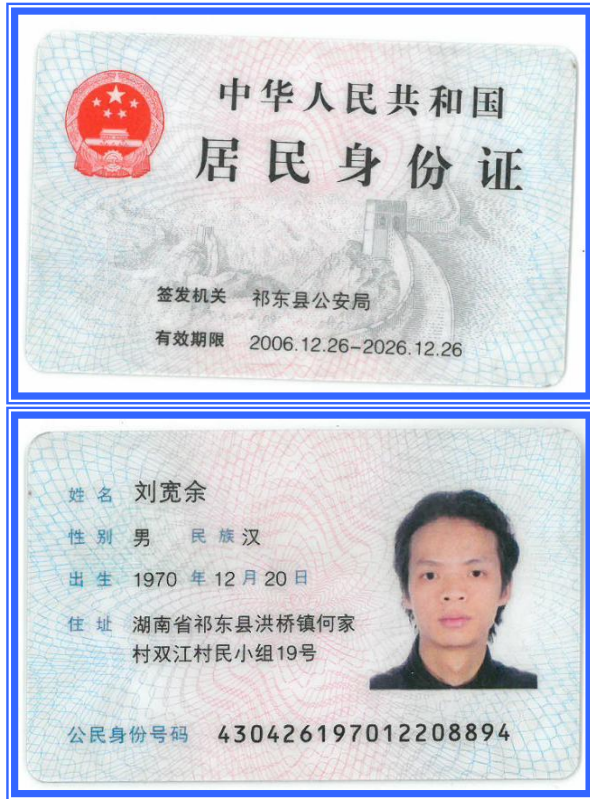 中华人民共和国
居民身份证
签发机关 祁东县公安局
有效期限 2006.12.26-2026.12.26
姓名 刘宽余
性别 男 民族 汉
出生 1970 年 12 月 20 日
住址 湖南省祁东县洪桥镇何家
村双江村民小组19号
公民身份号码 430426197012208894